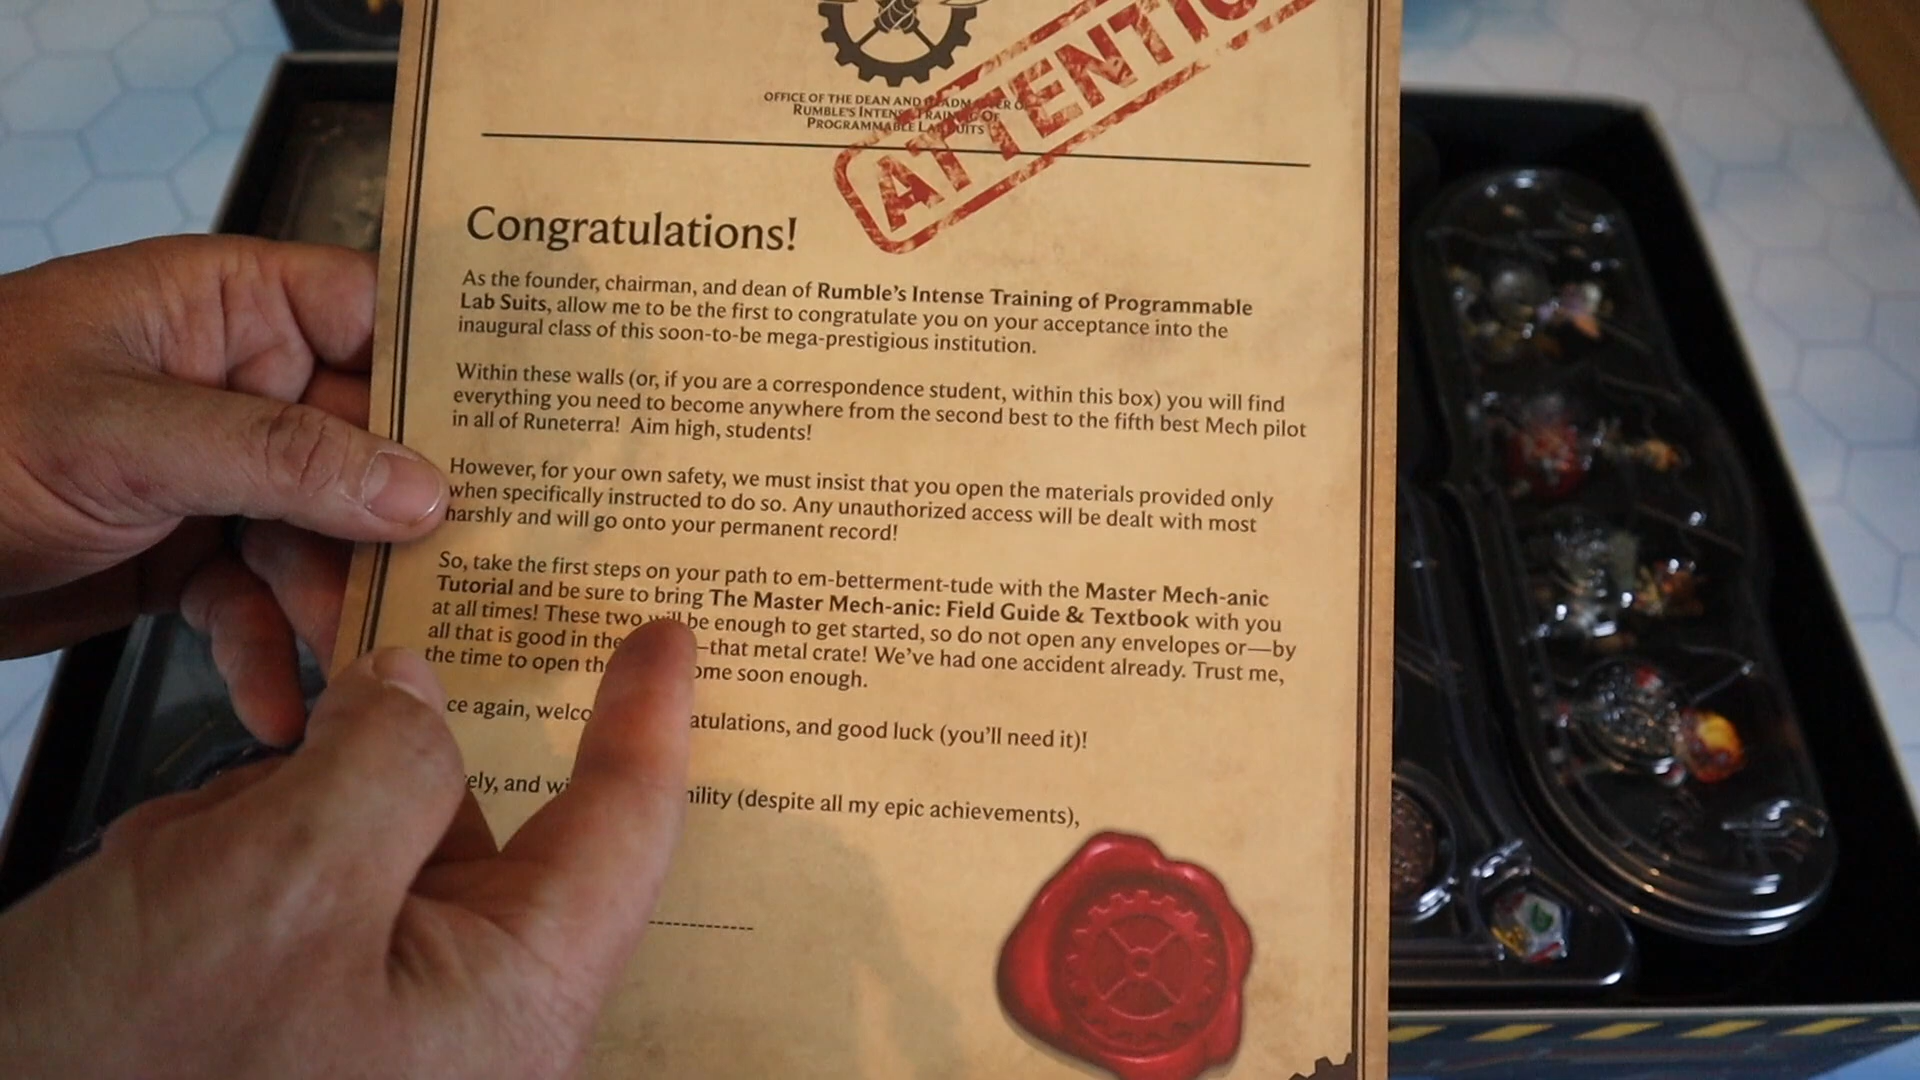 ATTENTIO
OFFICE OF THE DEAN AND OF
RUMBLE'S INTENSE TRAINING OF
PROGRAMMABLE LAB SUITS
Congratulations!
As the founder, chairman, and dean of Rumble's Intense Training of Programmable
Lab Suits, allow me to be the first to congratulate you on your acceptance into the
inaugural class of this soon-to-be mega-prestigious institution.
Within these walls (or, if you are a correspondence student, within this box) you will find
everything you need to become anywhere from the second best to the fifth best Mech pilot
in all of Runeterra! Aim high, students!
However, for your own safety, we must insist that you open the materials provided only
when specifically instructed to do so. Any unauthorized access will be dealt with most
harshly and will go onto your permanent record!
So, take the first steps on your path to em-betterment-tude with the Master Mech-anic
Tutorial and be sure to bring The Master Mech-anic: Field Guide & Textbook with you
at all times! These two will be enough to get started, so do not open any envelopes or—by
all that is good in the —that metal crate! We've had one accident already. Trust me,
the time to open th ome soon enough.
ce again, welco atulations, and good luck (you'll need it)!
ely, and wi ility (despite all my epic achievements),